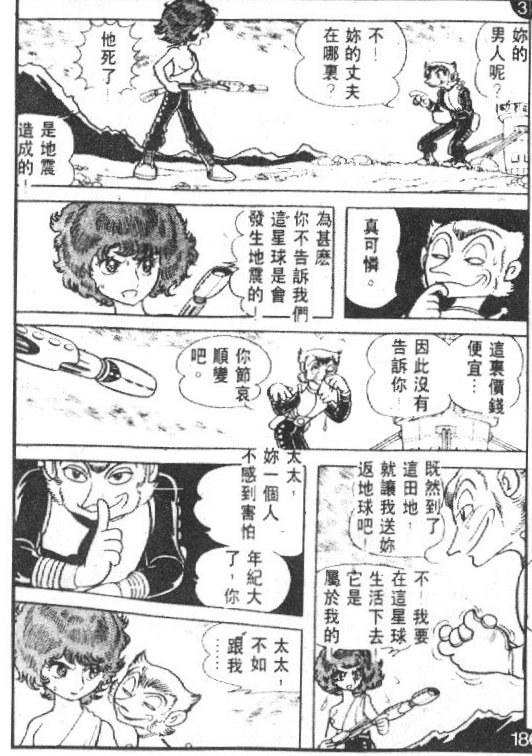 3
妳的
男人呢？
不！
妳的丈夫
在哪裏？
他死了…
是地震
造成的！
真可憐。
為甚麽
你不告訴我們
這星球是會
發生地震的！
這裏價錢
便宜…
因此沒有
告訴你
你節哀
順變
吧。
既然到了
這田地，
就讓我送妳
返地球吧！
不！我要
在這星球
生活下去
它是
屬於我的
太太，
妳一個人
不感到害怕
年紀大
了，你
太太，
不如
跟我
……
18